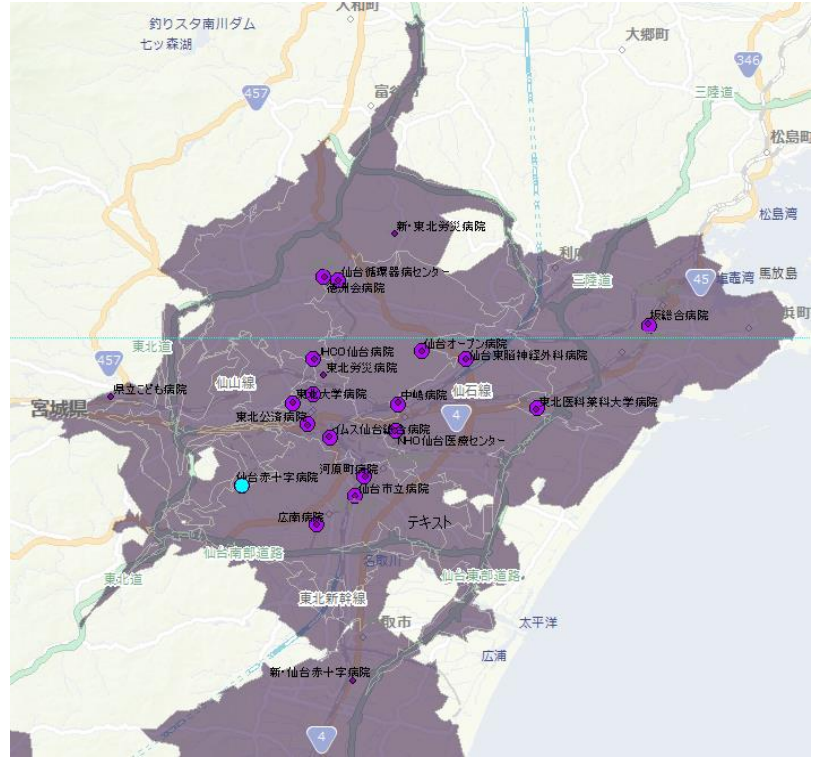 釣りスタ南川ダム
大和町
七ッ森湖
大郷町
346
457
三陸道
松島町
松島湾
新・東北労災病院
利府
仙台循環器病センター
徳洲会病院
三陸道
45
塩竈湾
馬放島
坂総合病院
浜町
東北道
仙台オープン病院
JCHO仙台病院
仙台東脳神経外科病院
457
東北労災病院
県立こども病院
仙山線
仙石線
宮城県
東北大学病院
中嶋病院
4
東北医科薬科大学病院
東北公済病院
イムス仙台総合病院
NHO仙台医療センター
河原町病院
仙台赤十字病院
仙台市立病院
広南病院
テキスト
仙台南部道路
名取川
東北道
仙台東部道路
東北新幹線
取市
太平洋
広浦
新・仙台赤十字病院
4